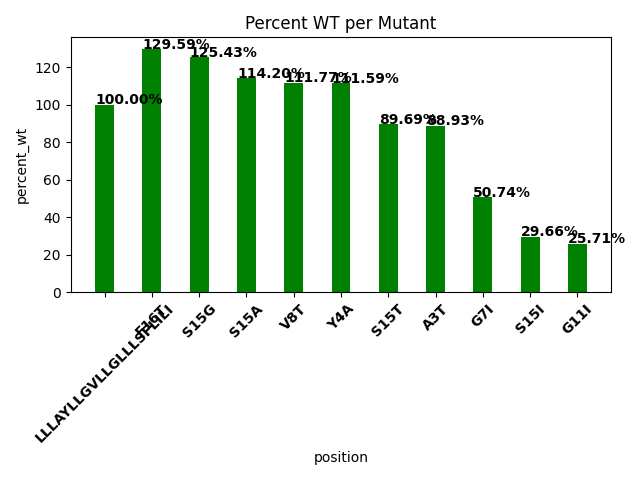 Percent WT per Mutant
129.59%
125.43%
114.20%
111.77%
111.59%
100.00%
89.69%
88.93%
50.74%
29.66%
25.71%
percent_wt
120
100
80
60
40
20
0
LLLAYLLGVLLGLLLSFLILI
F16T
S15G
S15A
V8T
Y4A
S15T
A3T
G7I
S15I
G11I
position